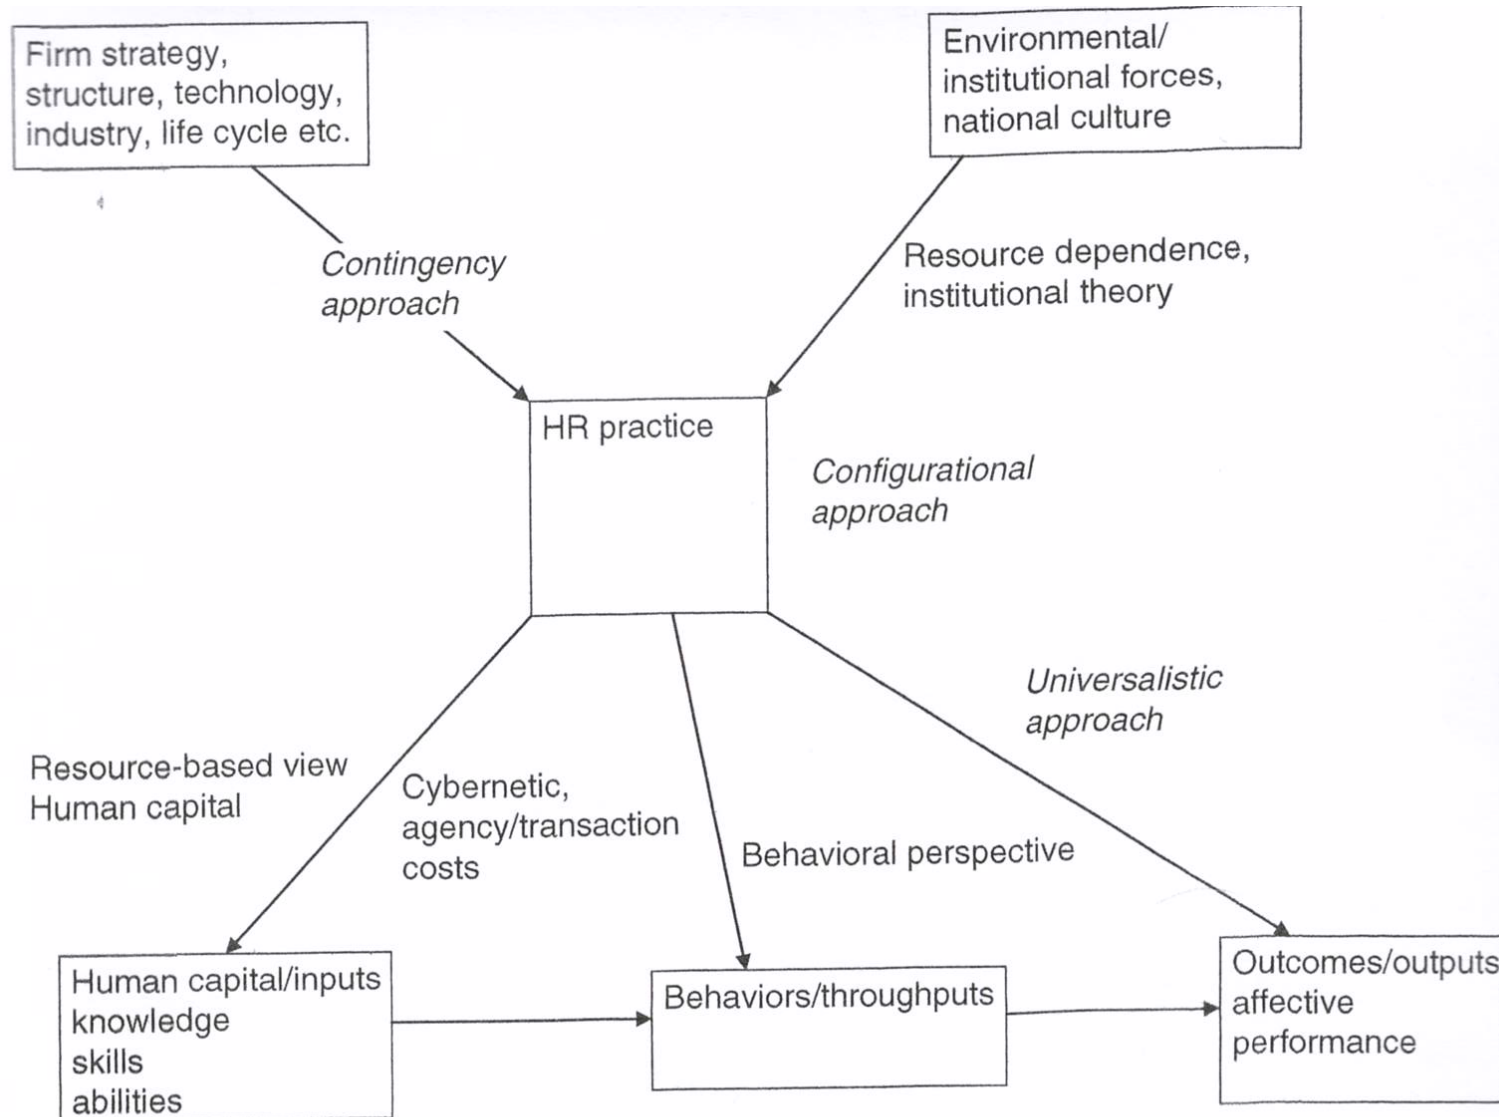 Firm strategy,
structure, technology,
industry, life cycle etc.
Environmental/
institutional forces,
national culture
Contingency
approach
Resource dependence,
institutional theory
HR practice
Configurational
approach
Universalistic
approach
Resource-based view
Human capital
Cybernetic,
agency/transaction
costs
Behavioral perspective
Human capital/inputs
knowledge
skills
abilities
Behaviors/throughputs
Outcomes/outputs
affective
performance